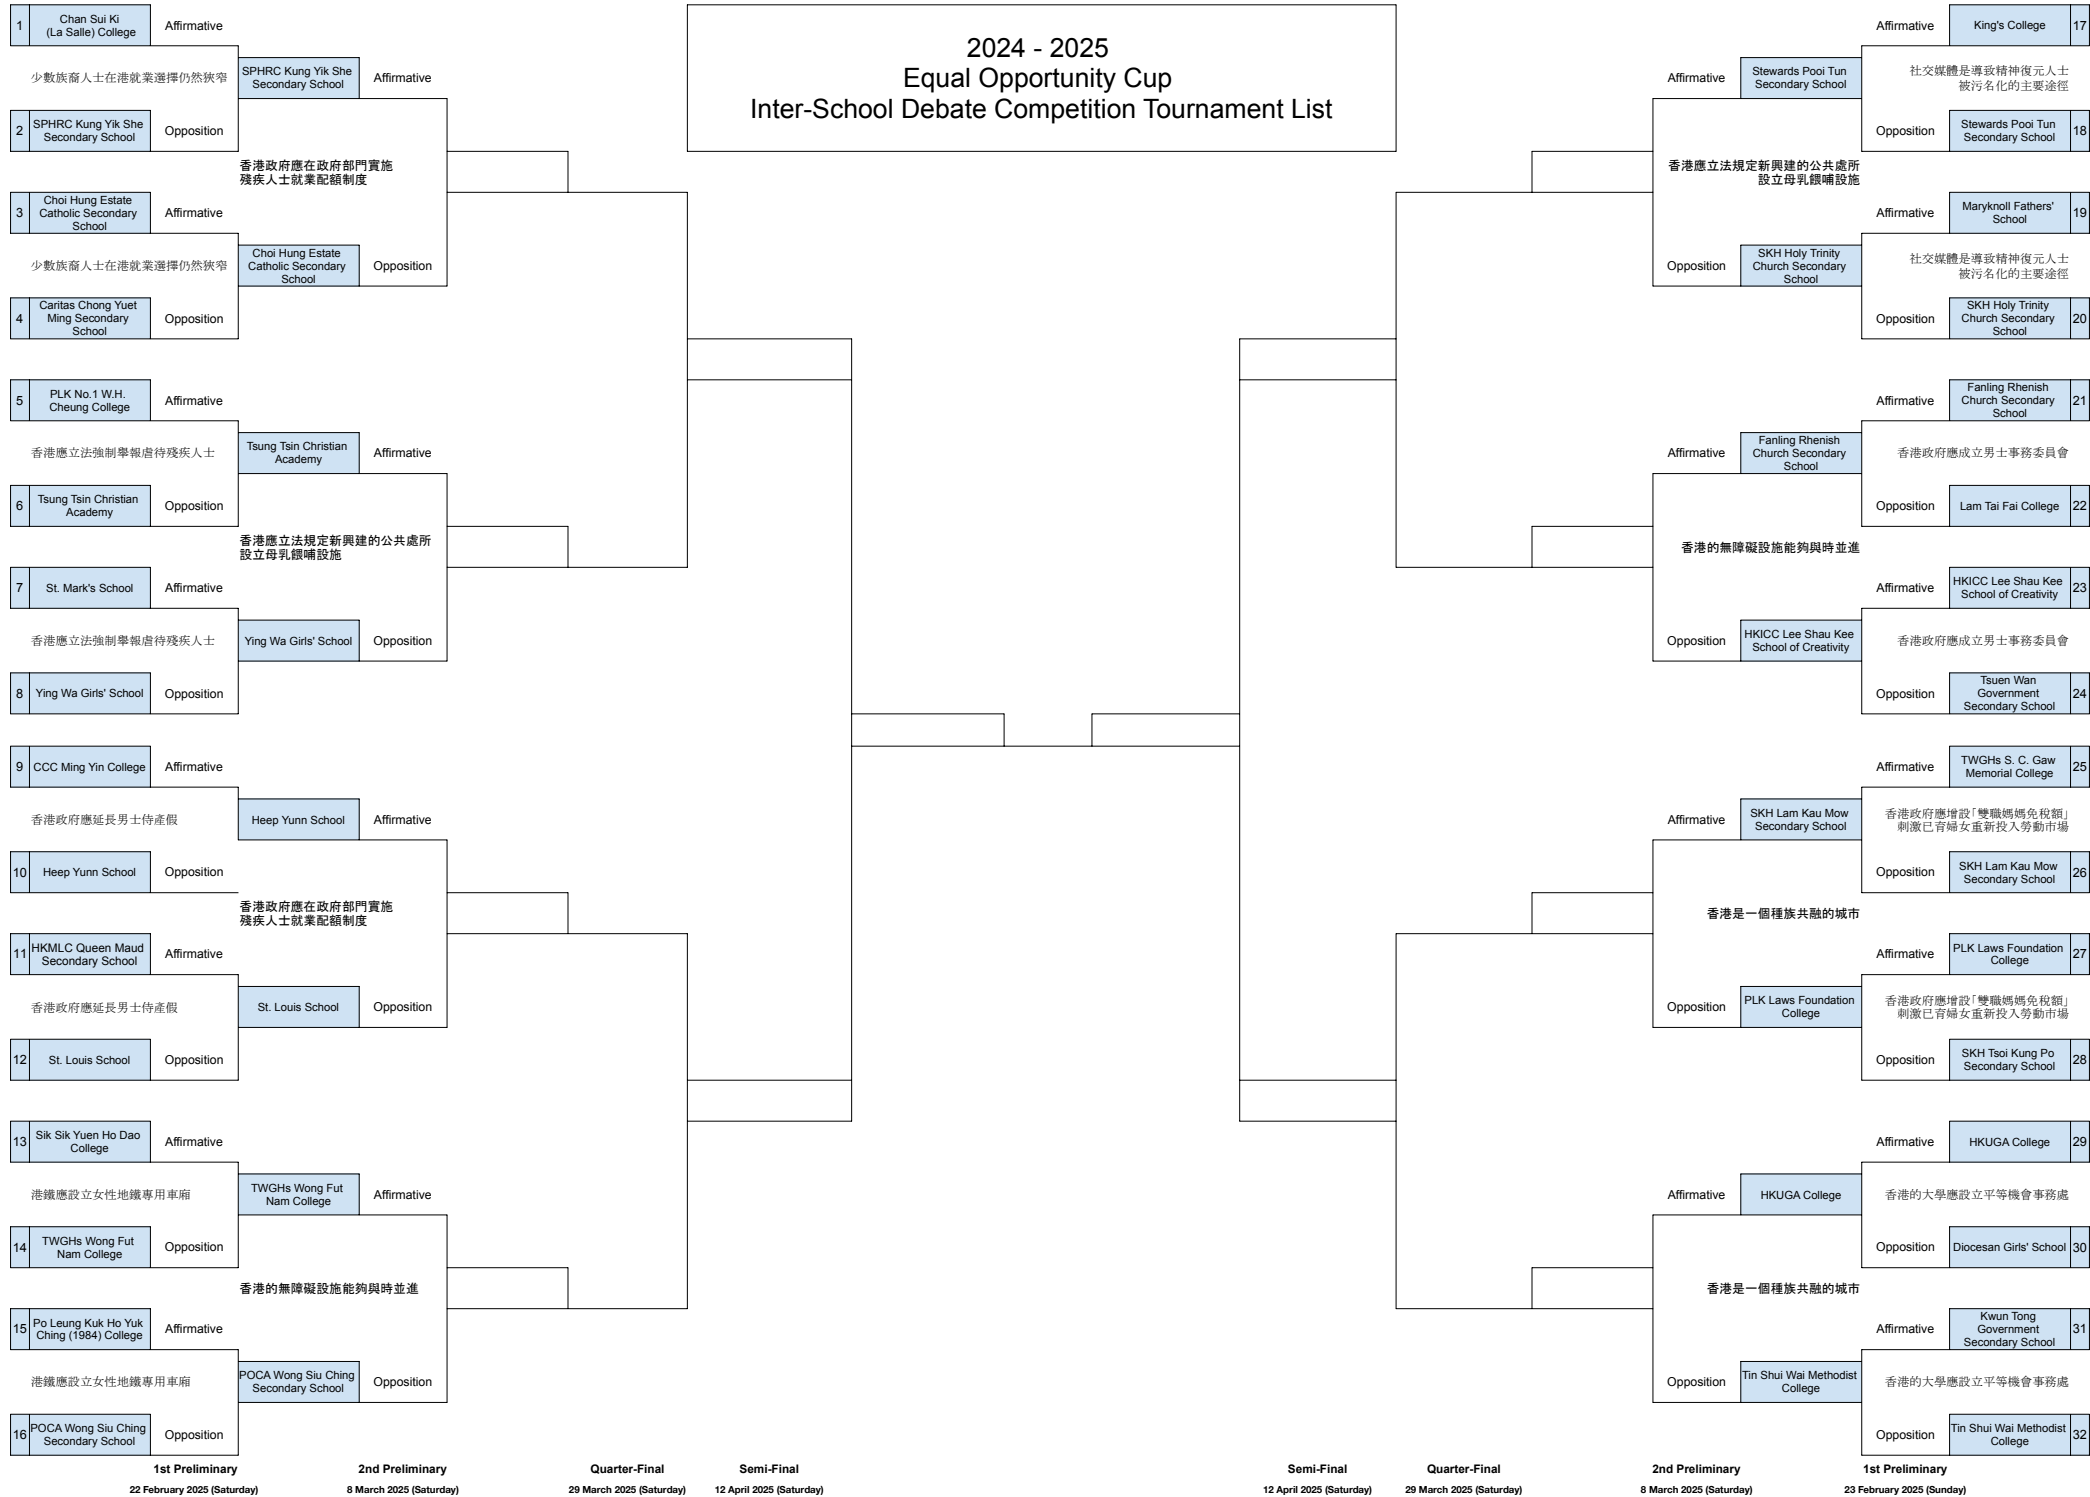 2024 - 2025
Equal Opportunity Cup
Inter-School Debate Competition Tournament List
1
Chan Sui Ki
(La Salle) College
Affirmative
少數族裔人士在港就業選擇仍然狹窄
2
SPHRC Kung Yik She
Secondary School
Opposition
3
Choi Hung Estate
Catholic Secondary
School
Affirmative
少數族裔人士在港就業選擇仍然狹窄
4
Caritas Chong Yuet
Ming Secondary
School
Opposition
5
PLK No.1 W.H.
Cheung College
Affirmative
香港應立法強制舉報虐待殘疾人士
6
Tsung Tsin Christian
Academy
Opposition
7
St. Mark's School
Affirmative
香港應立法強制舉報虐待殘疾人士
8
Ying Wa Girls' School
Opposition
9
CCC Ming Yin College
Affirmative
香港政府應延長男士侍產假
10
Heep Yunn School
Opposition
11
HKMLC Queen Maud
Secondary School
Affirmative
香港政府應延長男士侍產假
12
St. Louis School
Opposition
13
Sik Sik Yuen Ho Dao
College
Affirmative
港鐵應設立女性地鐵專用車廂
14
TWGHs Wong Fut
Nam College
Opposition
15
Po Leung Kuk Ho Yuk
Ching (1984) College
Affirmative
港鐵應設立女性地鐵專用車廂
16
POCA Wong Siu Ching
Secondary School
Opposition
SPHRC Kung Yik She
Secondary School
Affirmative
香港政府應在政府部門實施
殘疾人士就業配額制度
Choi Hung Estate
Catholic Secondary
School
Opposition
Tsung Tsin Christian
Academy
Affirmative
香港應立法規定新興建的公共處所
設立母乳餵哺設施
Ying Wa Girls' School
Opposition
Heep Yunn School
Affirmative
香港政府應在政府部門實施
殘疾人士就業配額制度
St. Louis School
Opposition
TWGHs Wong Fut
Nam College
Affirmative
香港的無障礙設施能夠與時並進
POCA Wong Siu Ching
Secondary School
Opposition
Affirmative
Stewards Pooi Tun
Secondary School
香港應立法規定新興建的公共處所
設立母乳餵哺設施
Opposition
SKH Holy Trinity
Church Secondary
School
Affirmative
Fanling Rhenish
Church Secondary
School
香港的無障礙設施能夠與時並進
Opposition
HKICC Lee Shau Kee
School of Creativity
Affirmative
SKH Lam Kau Mow
Secondary School
香港是一個種族共融的城市
Opposition
PLK Laws Foundation
College
Affirmative
HKUGA College
香港是一個種族共融的城市
Opposition
Tin Shui Wai Methodist
College
Affirmative
King's College
17
社交媒體是導致精神復元人士
被污名化的主要途徑
Opposition
Stewards Pooi Tun
Secondary School
18
Affirmative
Maryknoll Fathers'
School
19
社交媒體是導致精神復元人士
被污名化的主要途徑
Opposition
SKH Holy Trinity
Church Secondary
School
20
Affirmative
Fanling Rhenish
Church Secondary
School
21
香港政府應成立男士事務委員會
Opposition
Lam Tai Fai College
22
Affirmative
HKICC Lee Shau Kee
School of Creativity
23
香港政府應成立男士事務委員會
Opposition
Tsuen Wan
Government
Secondary School
24
Affirmative
TWGHs S. C. Gaw
Memorial College
25
香港政府應增設「雙職媽媽免稅額」
刺激已育婦女重新投入勞動市場
Opposition
SKH Lam Kau Mow
Secondary School
26
Affirmative
PLK Laws Foundation
College
27
香港政府應增設「雙職媽媽免稅額」
刺激已育婦女重新投入勞動市場
Opposition
SKH Tsoi Kung Po
Secondary School
28
Affirmative
HKUGA College
29
香港的大學應設立平等機會事務處
Opposition
Diocesan Girls' School
30
Affirmative
Kwun Tong
Government
Secondary School
31
香港的大學應設立平等機會事務處
Opposition
Tin Shui Wai Methodist
College
32
1st Preliminary
22 February 2025 (Saturday)
2nd Preliminary
8 March 2025 (Saturday)
Quarter-Final
29 March 2025 (Saturday)
Semi-Final
12 April 2025 (Saturday)
Semi-Final
12 April 2025 (Saturday)
Quarter-Final
29 March 2025 (Saturday)
2nd Preliminary
8 March 2025 (Saturday)
1st Preliminary
23 February 2025 (Sunday)